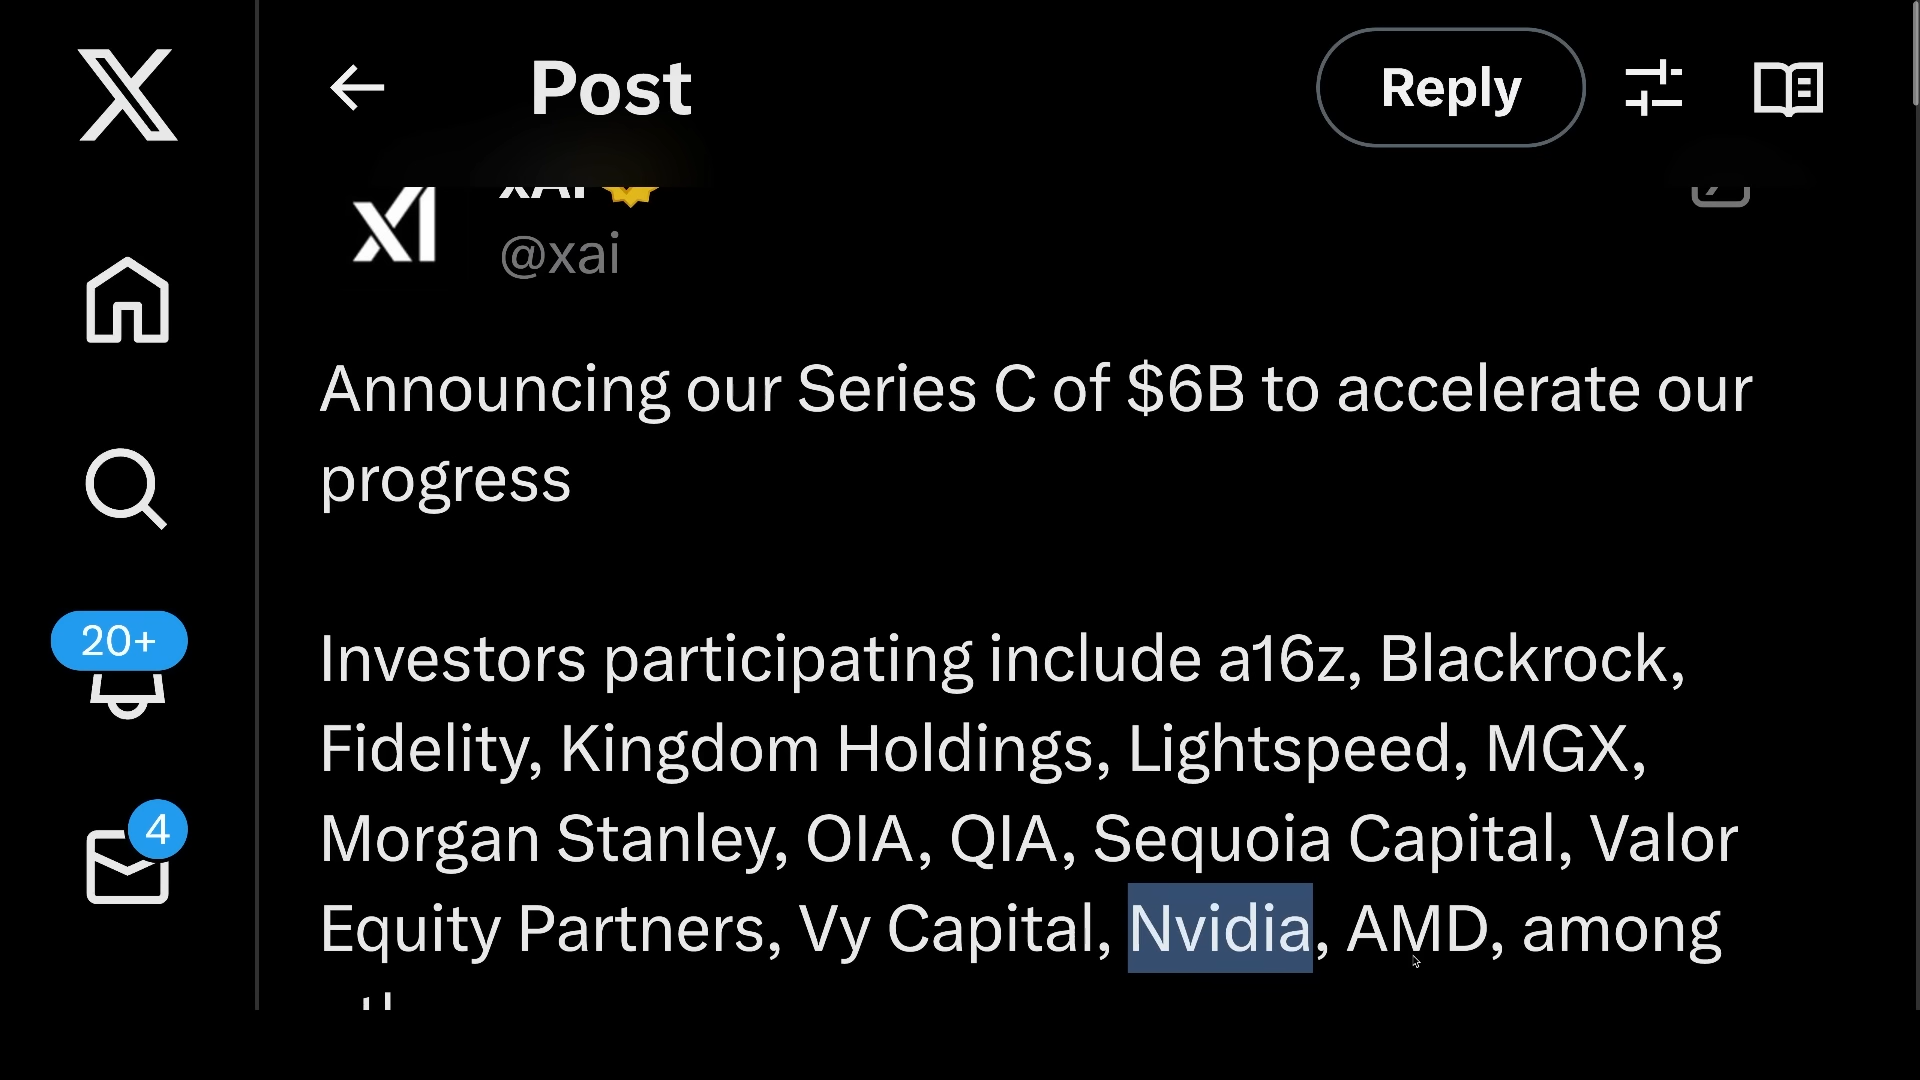 Post
Reply
xAI
@xai
Announcing our Series C of $6B to accelerate our
progress
20+
Investors participating include a16z, Blackrock,
Fidelity, Kingdom Holdings, Lightspeed, MGX,
Morgan Stanley, OIA, QIA, Sequoia Capital, Valor
4
Equity Partners, Vy Capital, Nvidia, AMD, among